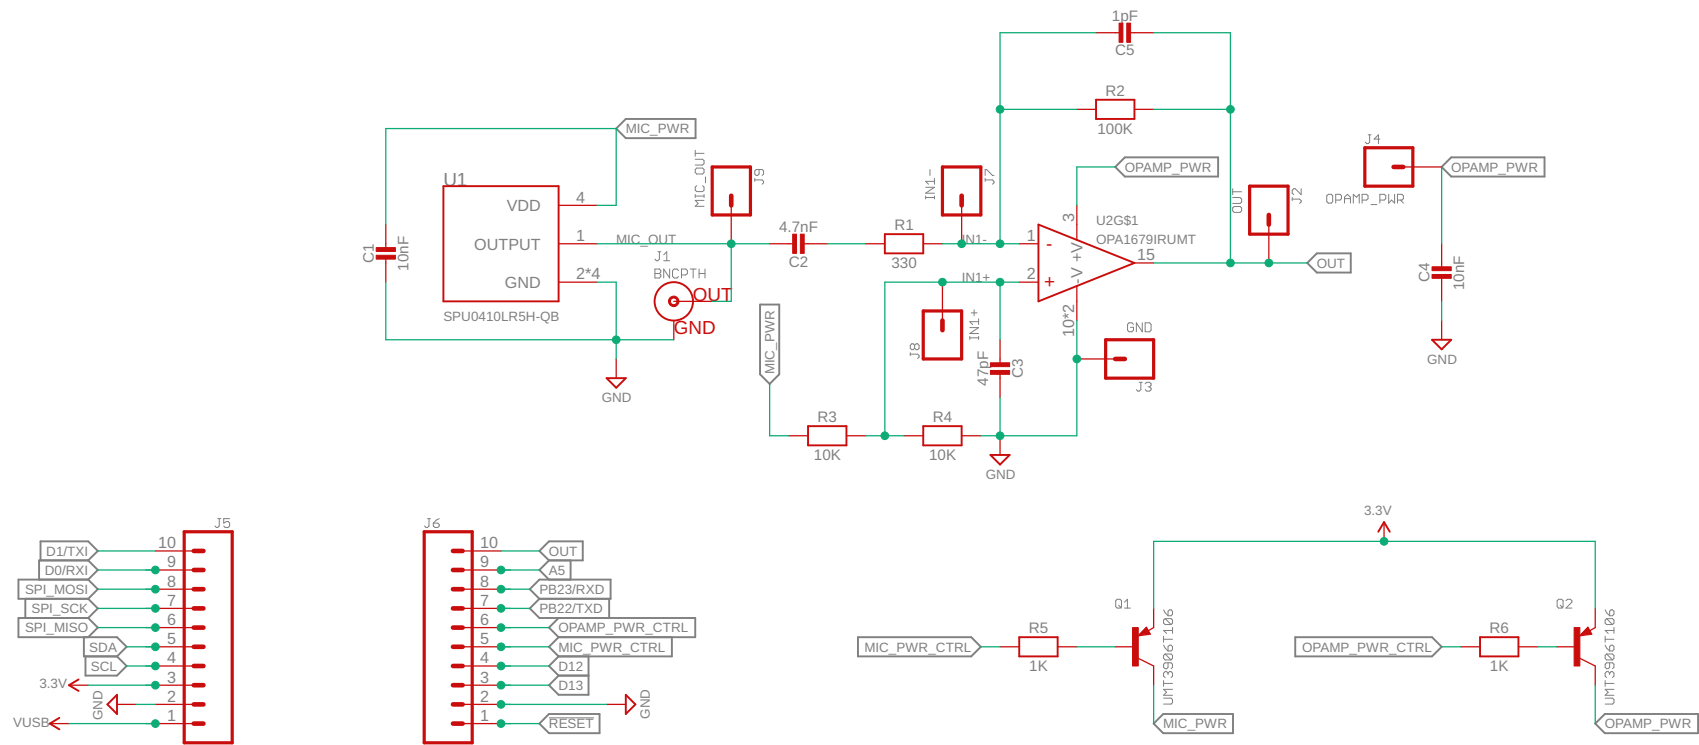 1pF
C5
R2
100K
MIC_PWR
U1
VDD
4
OUTPUT
1
GND
2*4
SPU0410LR5H-QB
C1
10nF
GND
MIC_OUT
MIC_OUT
J9
J1
BNCPTH
OUT
GND
4.7nF
C2
R1
330
IN1-
J7
IN1-
IN1+
J8
IN1+
MIC_PWR
R3
10K
R4
10K
47pF
C3
GND
OPAMP_PWR
3
U2G$1
OPA1679IRUMT
1
-
+V
15
2
+
-V
10*2
GND
J3
OUT
J2
OUT
J4
OPAMP_PWR
OPAMP_PWR
C4
10nF
GND
J5
D1/TXI
10
D0/RXI
9
SPI_MOSI
8
SPI_SCK
7
SPI_MISO
6
SDA
5
SCL
4
3.3V
3
GND
2
VUSB
1
J6
10
OUT
9
A5
8
PB23/RXD
7
PB22/TXD
6
OPAMP_PWR_CTRL
5
MIC_PWR_CTRL
4
D12
3
D13
2
GND
1
RESET
3.3V
MIC_PWR_CTRL
R5
1K
Q1
UMT3906T106
MIC_PWR
OPAMP_PWR_CTRL
R6
1K
Q2
UMT3906T106
OPAMP_PWR